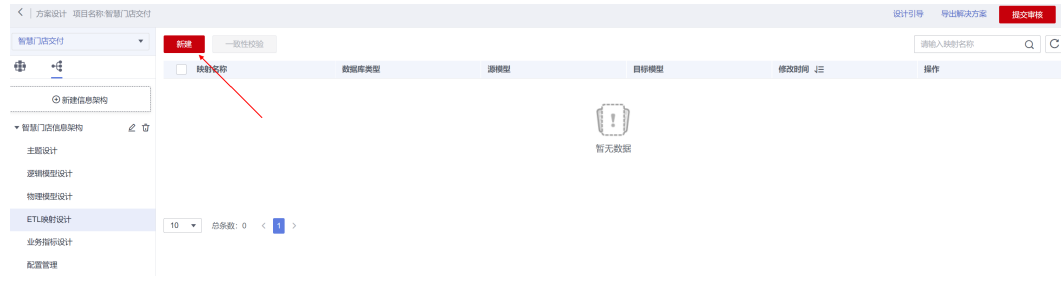 方案设计 项目名称:智慧门店交付 设计引导 导出解决方案 提交审核
智慧门店交付
新建 一致性校验 请输入映射名称
映射名称 数据库类型 源模型 目标模型 修改时间 操作
新建信息架构
智慧门店信息架构
主题设计
逻辑模型设计
物理模型设计
ETL映射设计
业务指标设计
配置管理
暂无数据
10 总条数: 0 < 1 >